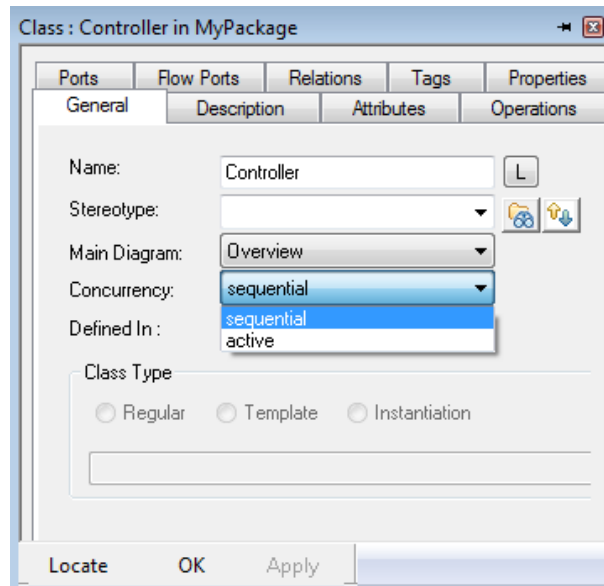 Class : Controller in MyPackage
Ports Flow Ports Relations Tags Properties
General Description Attributes Operations
Name: Controller L
Stereotype:
Main Diagram: Overview
Concurrency: sequential
sequential
Defined In :
active
Class Type
Regular Template Instantiation
Locate OK Apply